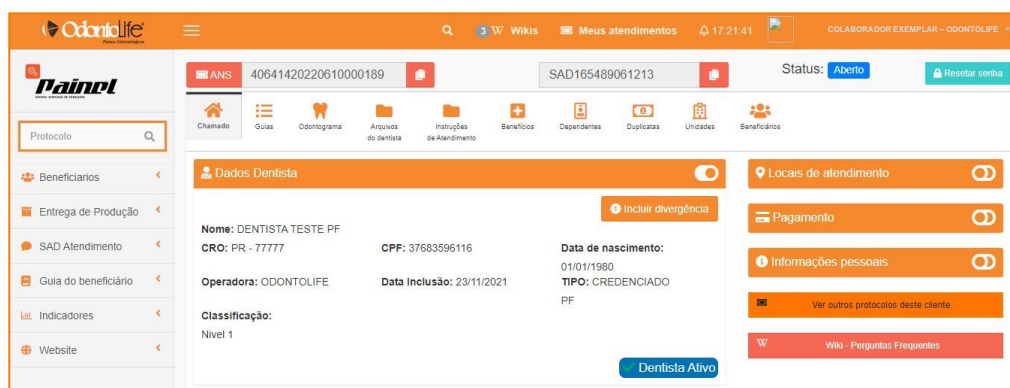 OdontoLife
Planos Odontológicos
3 W Wikis
Meus atendimentos
17:21:41
COLABORADOR EXEMPLAR – ODONTOLIFE
Painel
ANS
40641420220610000189
SAD165489061213
Status: Aberto
Resetar senha
Protocolo
Chamado
Guias
Odontograma
Arquivos
do dentista
Instruções
de Atendimento
Benefícios
Dependentes
Duplicatas
Unidades
Beneficiários
Beneficiarios
Entrega de Produção
SAD Atendimento
Guia do beneficiário
Indicadores
Website
Dados Dentista
Incluir divergência
Nome: DENTISTA TESTE PF
CRO: PR - 77777
CPF: 37683596116
Data de nascimento:
01/01/1980
Operadora: ODONTOLIFE
Data Inclusão: 23/11/2021
TIPO: CREDENCIADO
PF
Classificação:
Nivel 1
Dentista Ativo
Locais de atendimento
Pagamento
Informações pessoais
Ver outros protocolos deste cliente.
W
Wiki - Perguntas Frequentes